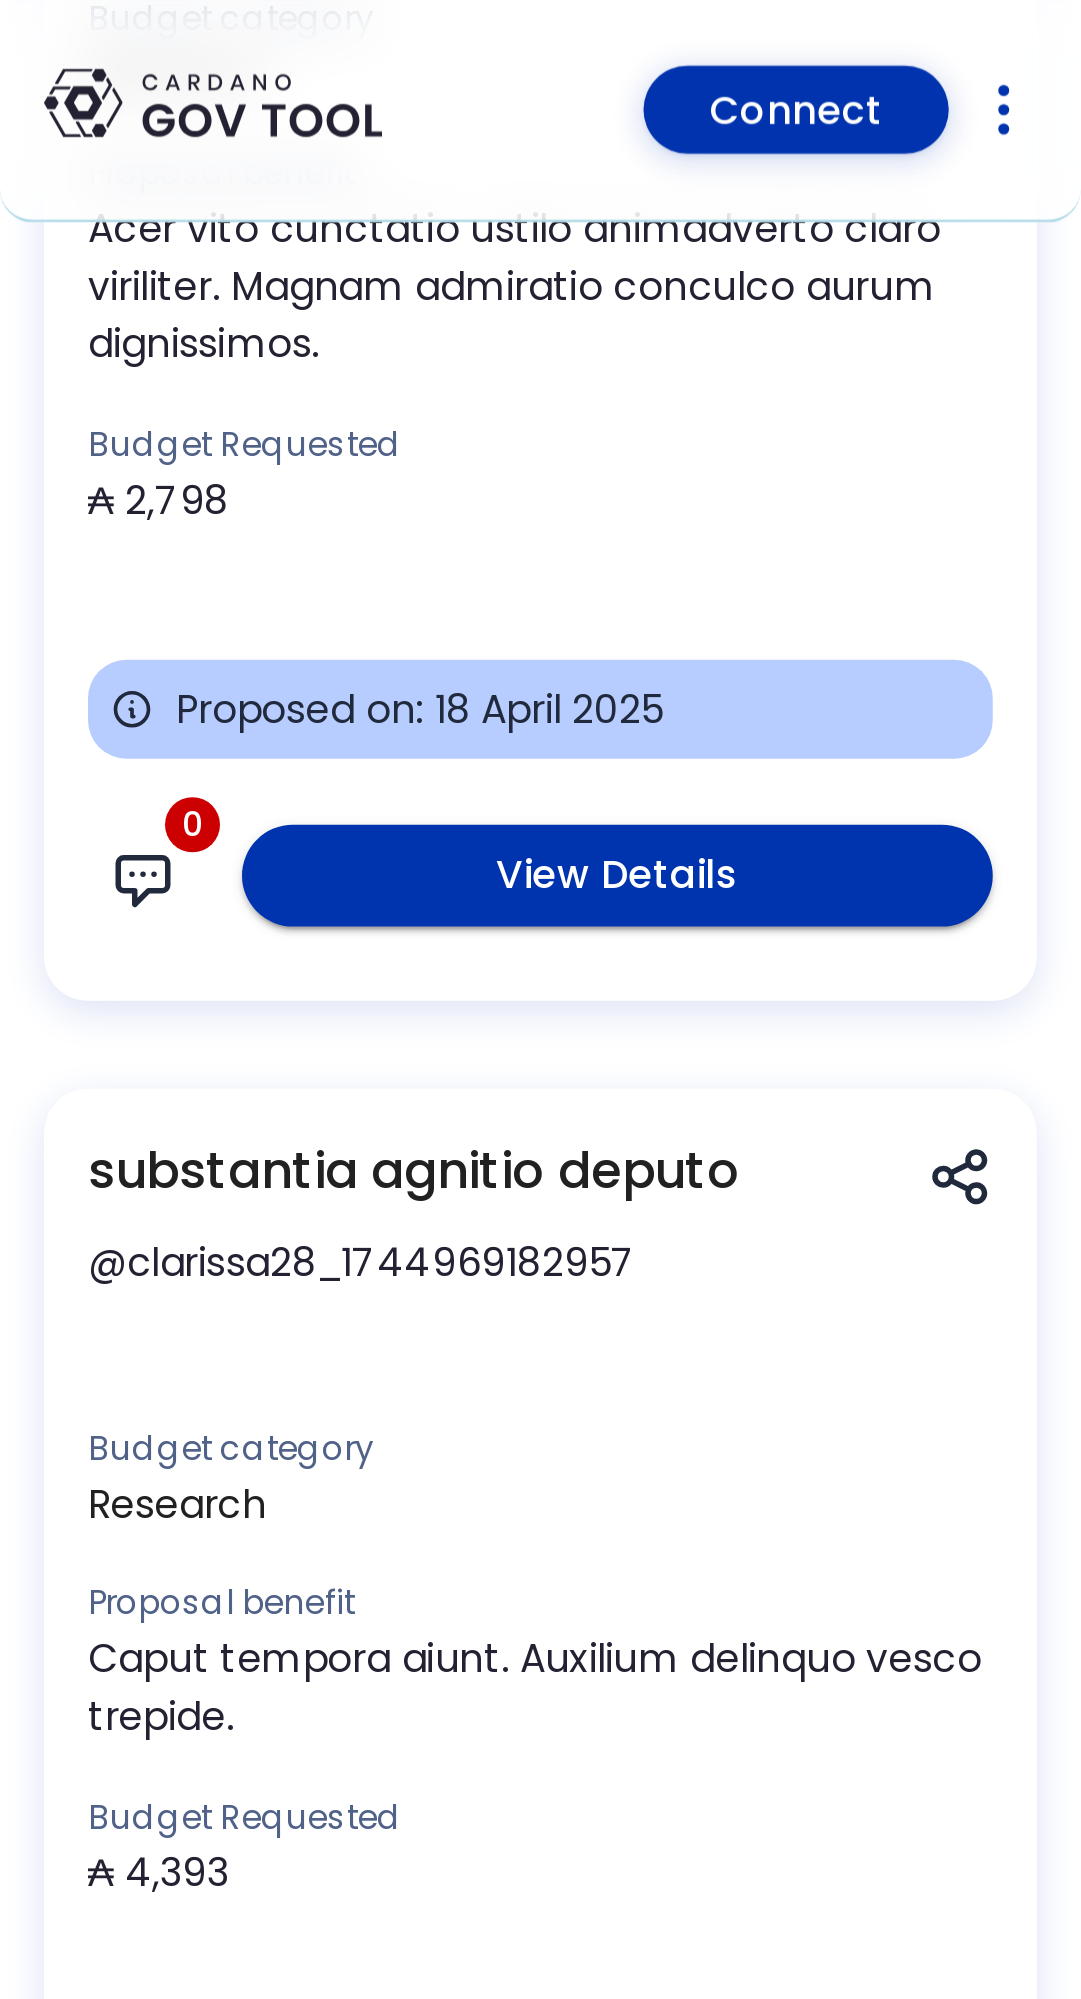 Budget category
CARDANO
GOV TOOL
Connect
Proposal benefit
Acer vito cunctatio ustilo animadverto claro
viriliter. Magnam admiratio conculco aurum
dignissimos.
Budget Requested
₳ 2,798
Proposed on: 18 April 2025
0
View Details
substantia agnitio deputo
@clarissa28_1744969182957
Budget category
Research
Proposal benefit
Caput tempora aiunt. Auxilium delinquo vesco
trepide.
Budget Requested
₳ 4,393